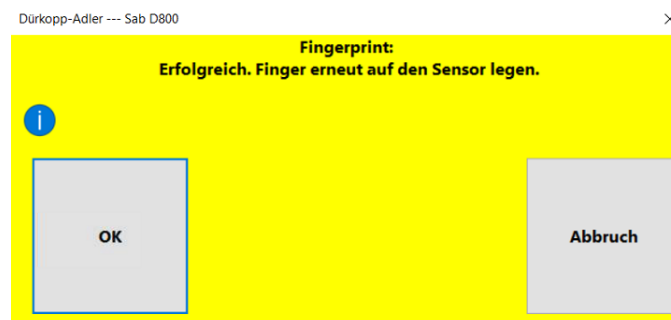 Dürkopp-Adler --- Sab D800
Fingerprint:
Erfolgreich. Finger erneut auf den Sensor legen.
OK
Abbruch